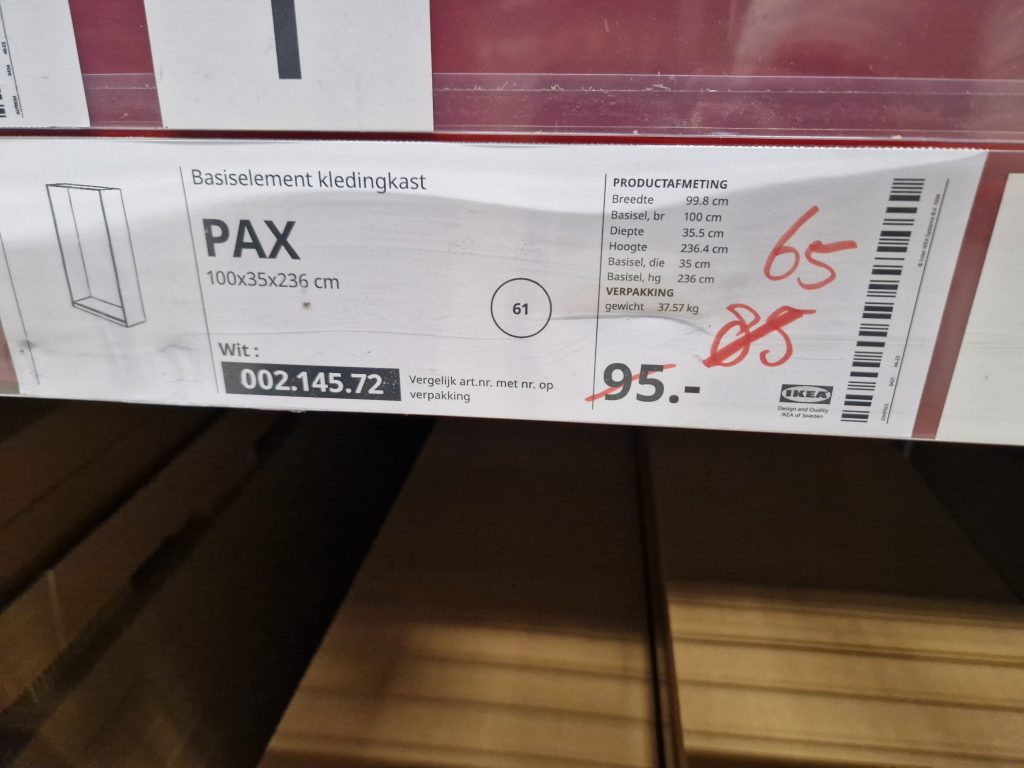 Basiselement kledingkast
PAX
100x35x236 cm
61
Wit :
002.145.72
Vergelijk art.nr. met nr. op
verpakking
PRODUCTAFMETING
Breedte 99.8 cm
Basisel, br 100 cm
Diepte 35.5 cm
Hoogte 236.4 cm
Basisel, die 35 cm
Basisel, hg 236 cm
VERPAKKING
gewicht 37.57 kg
65
85
95.-
IKEA
Design and Quality
IKEA of Sweden